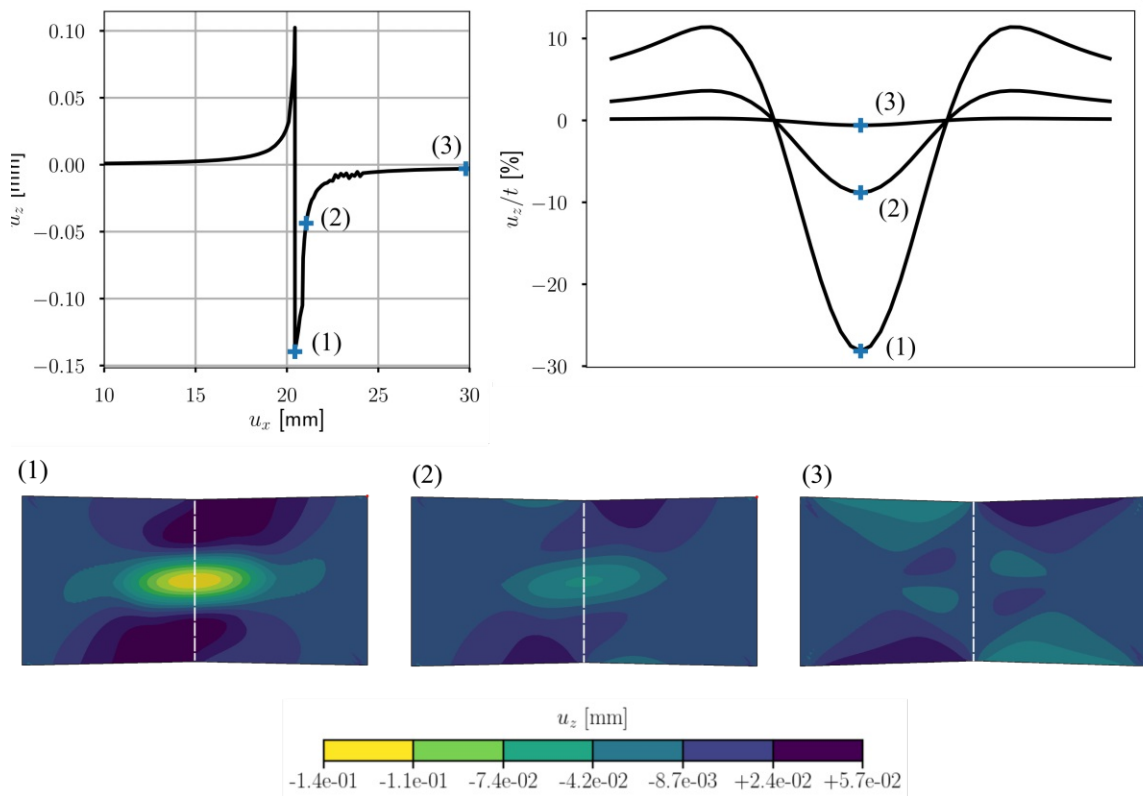 0.10
0.05
0.00
−0.05
−0.10
−0.15
u_z [mm]
10 15 20 25 30
u_x [mm]
(3)
(2)
(1)
10
0
−10
−20
−30
u_z/t [%]
(3)
(2)
(1)
(1) (2) (3)
u_z [mm]
-1.4e-01 -1.1e-01 -7.4e-02 -4.2e-02 -8.7e-03 +2.4e-02 +5.7e-02